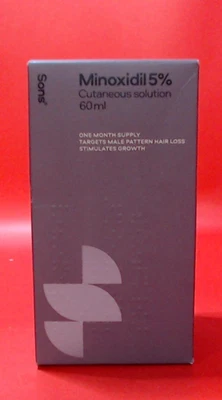 Sons
Minoxidil 5%
Cutaneous solution
60ml
ONE MONTH SUPPLY
TARGETS MALE PATTERN HAIR LOSS
STIMULATES GROWTH